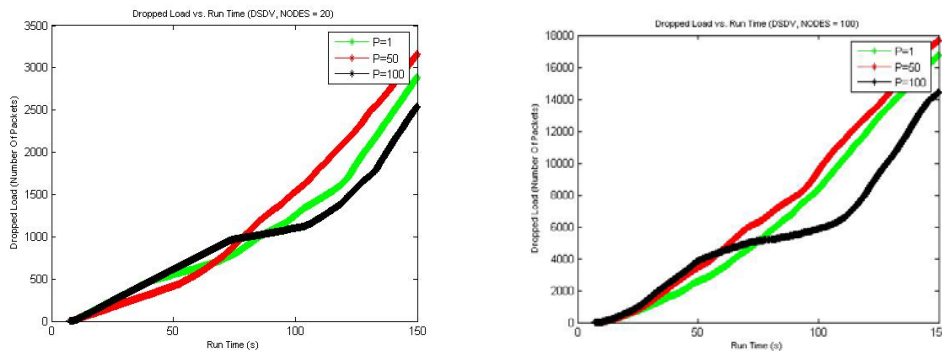 Dropped Load vs. Run Time (DSDV, NODES = 20)
3500
3000
2500
2000
1500
1000
500
0
0
50
100
150
Dropped Load (Number Of Packets)
Run Time (s)
P=1
P=50
P=100
Dropped Load vs. Run Time (DSDV, NODES = 100)
18000
16000
14000
12000
10000
8000
6000
4000
2000
0
0
50
100
15
Dropped Load (Number Of Packets)
Run Time (s)
P=1
P=50
P=100